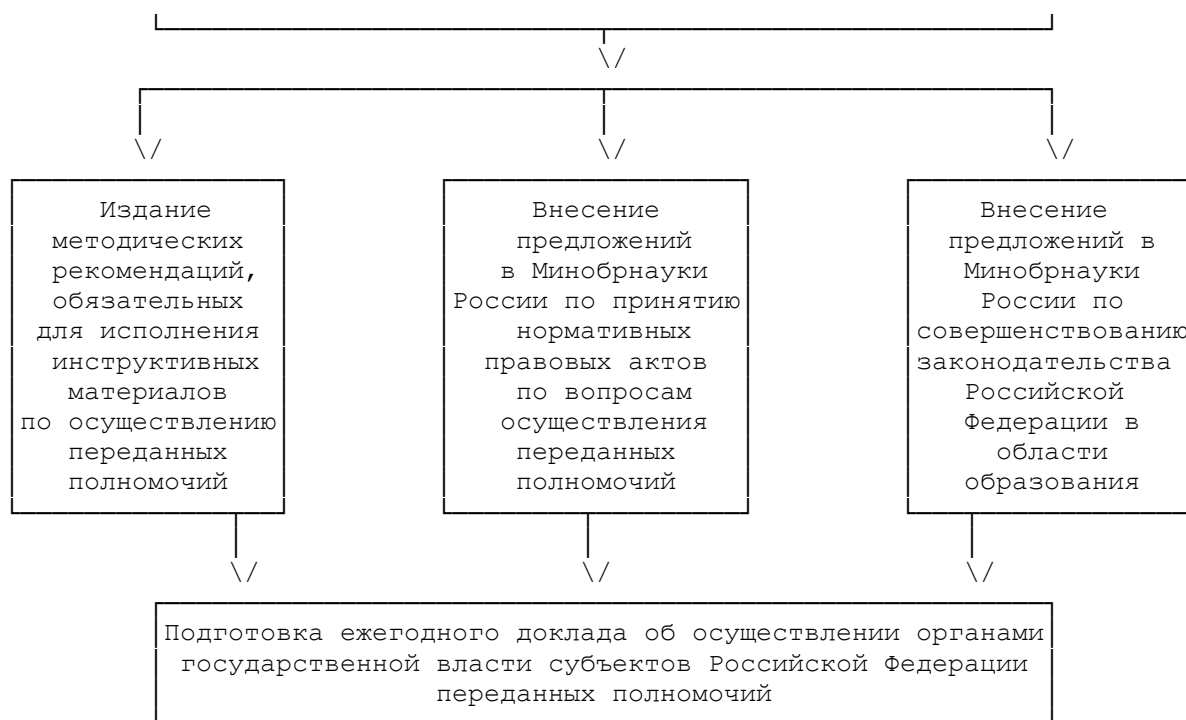 Издание
методических
рекомендаций,
обязательных
для исполнения
инструктивных
материалов
по осуществлению
переданных
полномочий
Внесение
предложений
в Минобрнауки
России по принятию
нормативных
правовых актов
по вопросам
осуществления
переданных
полномочий
Внесение
предложений в
Минобрнауки
России по
совершенствованию
законодательства
Российской
Федерации в
области
образования
Подготовка ежегодного доклада об осуществлении органами
государственной власти субъектов Российской Федерации
переданных полномочий